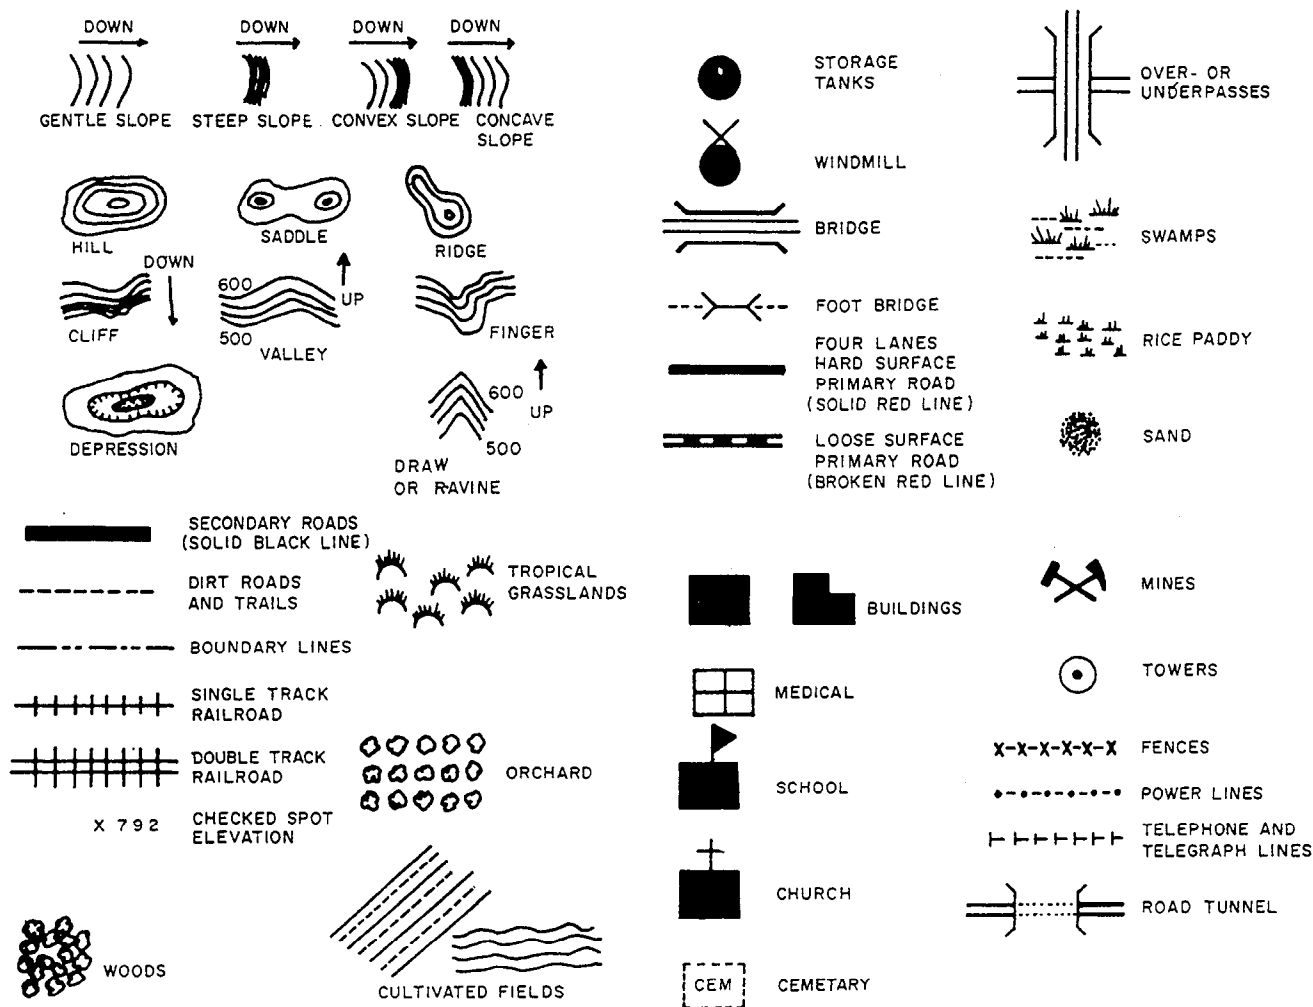 DOWN
DOWN
DOWN
DOWN
GENTLE SLOPE
STEEP SLOPE
CONVEX SLOPE
CONCAVE
SLOPE
HILL
SADDLE
RIDGE
DOWN
CLIFF
600
500
VALLEY
UP
FINGER
DEPRESSION
600
500
UP
DRAW
OR RAVINE
SECONDARY ROADS
(SOLID BLACK LINE)
DIRT ROADS
AND TRAILS
BOUNDARY LINES
SINGLE TRACK
RAILROAD
DOUBLE TRACK
RAILROAD
X 792
CHECKED SPOT
ELEVATION
WOODS
TROPICAL
GRASSLANDS
ORCHARD
CULTIVATED FIELDS
STORAGE
TANKS
WINDMILL
BRIDGE
FOOT BRIDGE
FOUR LANES
HARD SURFACE
PRIMARY ROAD
(SOLID RED LINE)
LOOSE SURFACE
PRIMARY ROAD
(BROKEN RED LINE)
BUILDINGS
MEDICAL
SCHOOL
CHURCH
CEM
CEMETARY
OVER- OR
UNDERPASSES
SWAMPS
RICE PADDY
SAND
MINES
TOWERS
FENCES
POWER LINES
TELEPHONE AND
TELEGRAPH LINES
ROAD TUNNEL